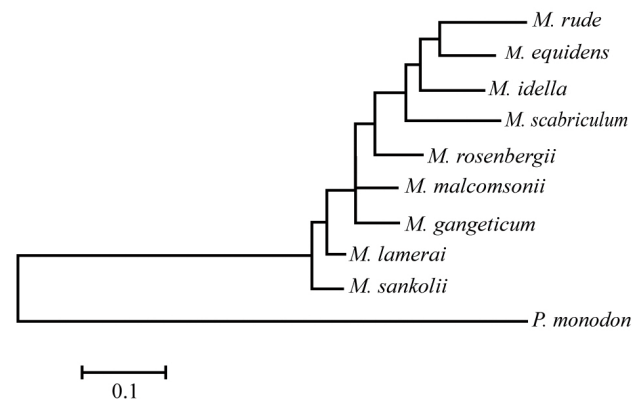 M. rude
M. equidens
M. idella
M. scabriculum
M. rosenbergii
M. malcomsonii
M. gangeticum
M. lamerai
M. sankolii
P. monodon
0.1